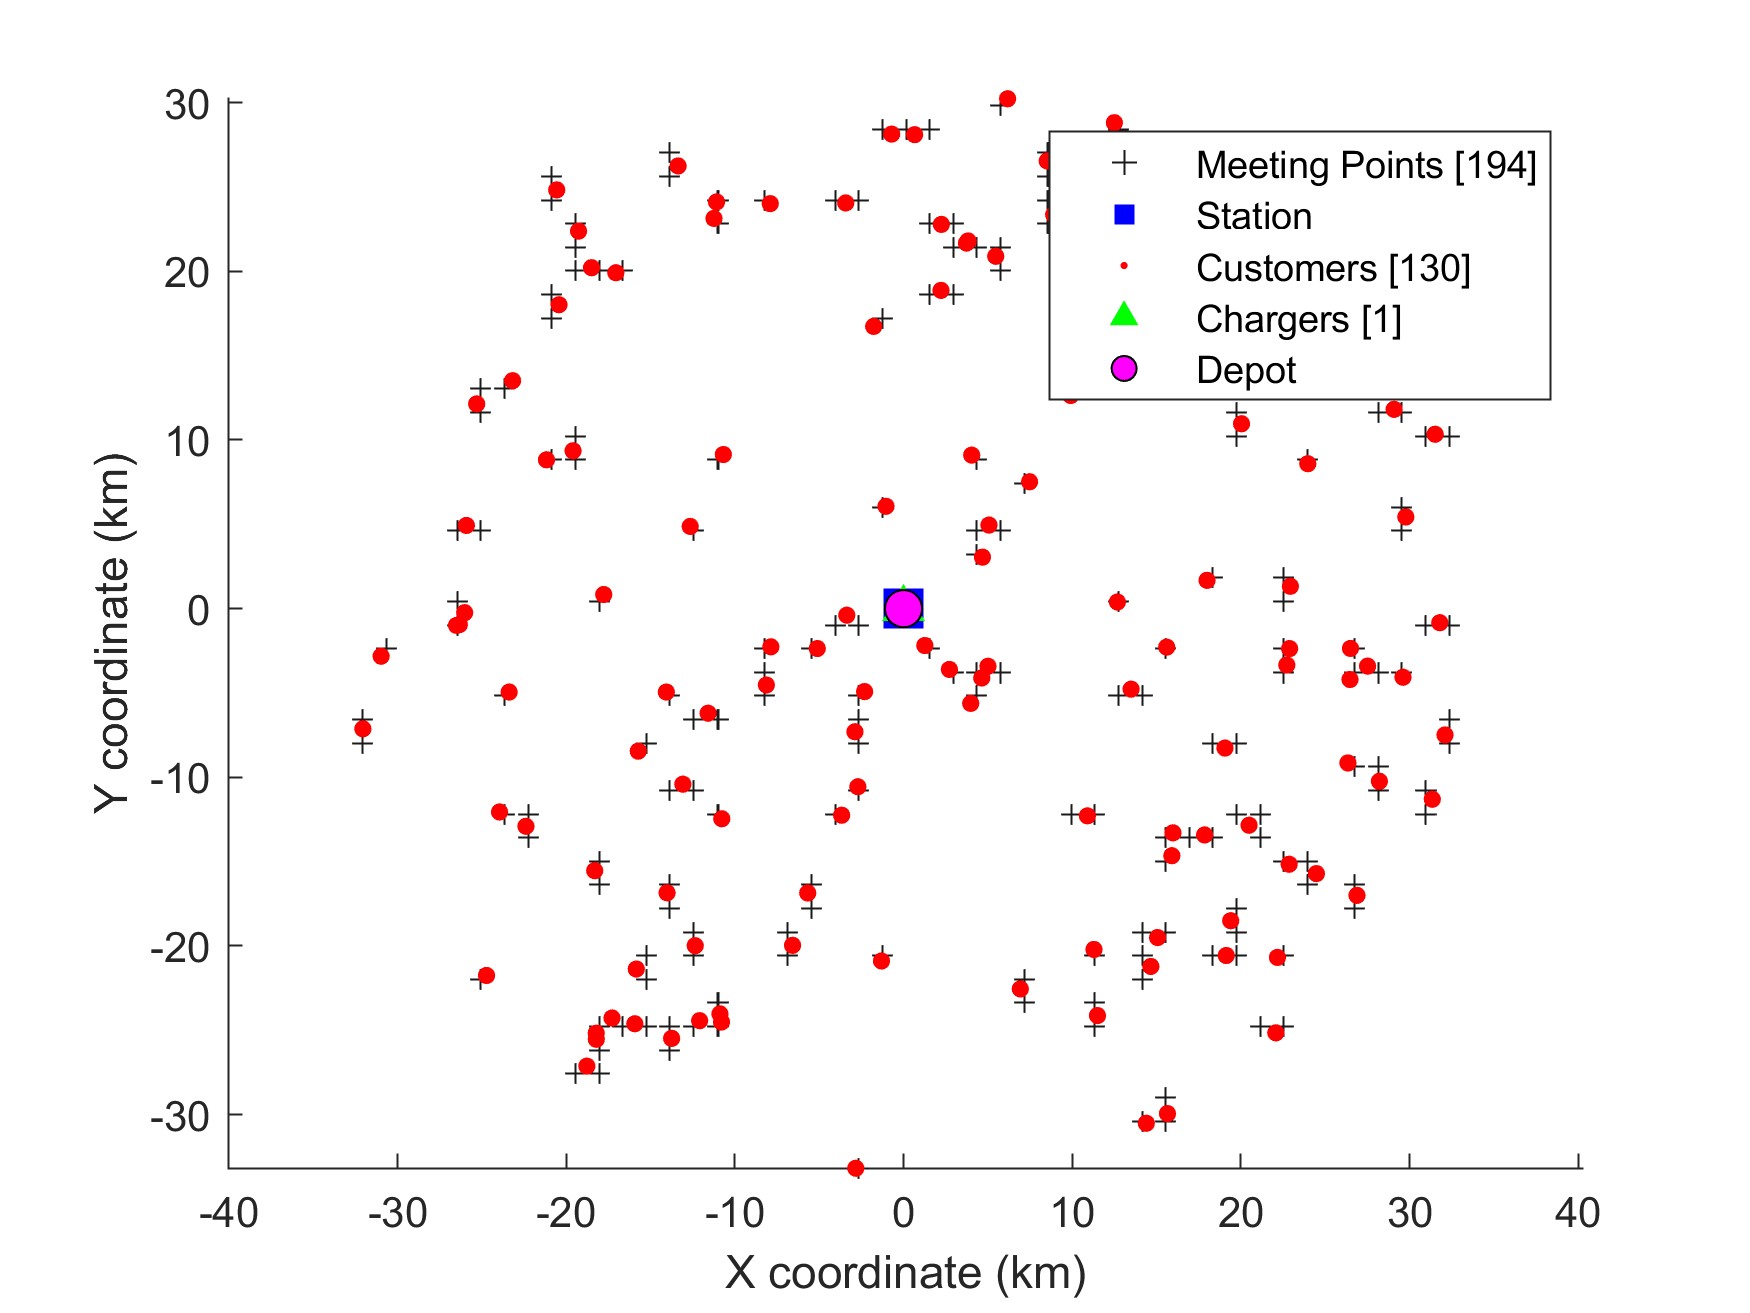 30
20
10
0
-10
-20
-30
Y coordinate (km)
Meeting Points [194]
Station
Customers [130]
Chargers [1]
Depot
-40 -30 -20 -10 0 10 20 30 40
X coordinate (km)